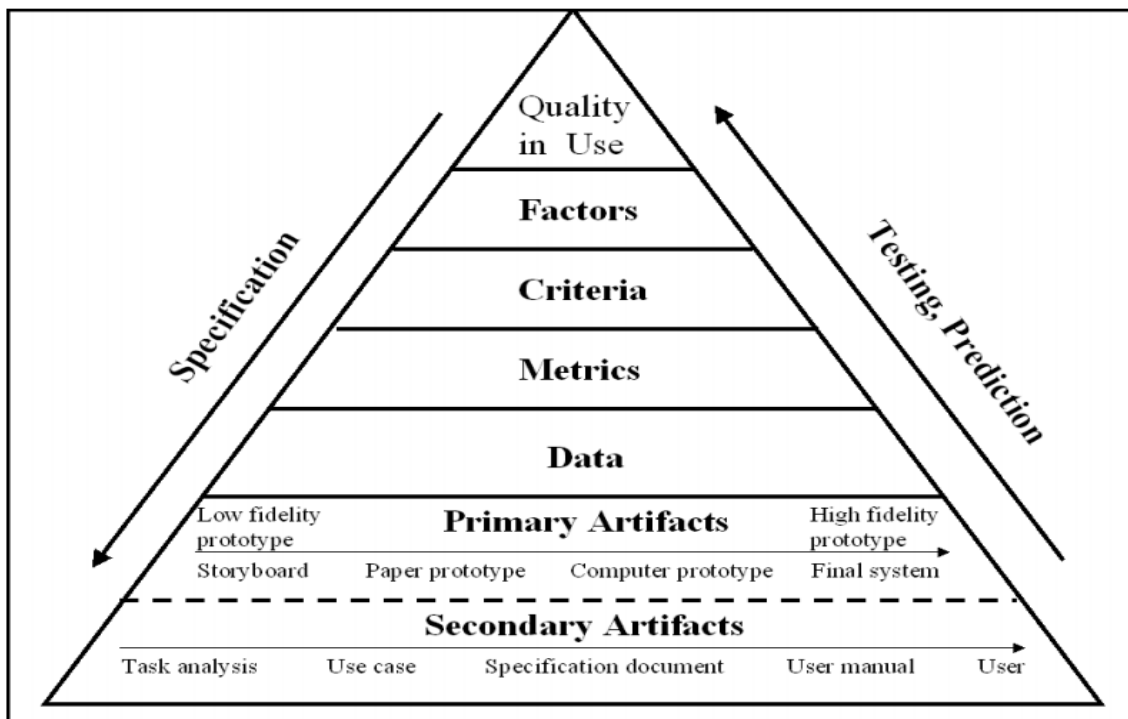 Quality
in Use
Factors
Criteria
Metrics
Data
Specification
Testing, Prediction
Low fidelity
prototype
Primary Artifacts
High fidelity
prototype
Storyboard Paper prototype Computer prototype Final system
Secondary Artifacts
Task analysis Use case Specification document User manual User